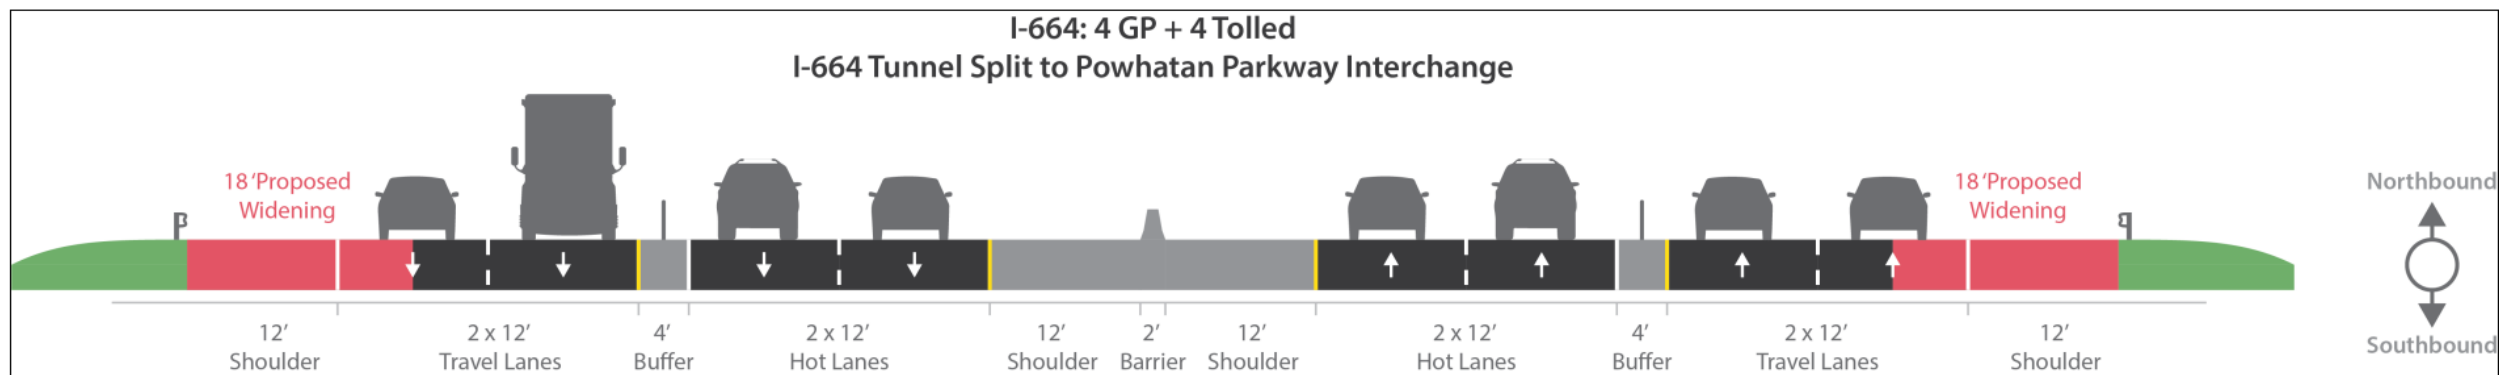 I-664: 4 GP + 4 Tolled
I-664 Tunnel Split to Powhatan Parkway Interchange
18 'Proposed
Widening
18 'Proposed
Widening
Northbound
Southbound
12' 2 x 12' 4' 2 x 12' 12' 2' 12' 2 x 12' 4' 2 x 12' 12'
Shoulder Travel Lanes Buffer Hot Lanes Shoulder Barrier Shoulder Hot Lanes Buffer Travel Lanes Shoulder